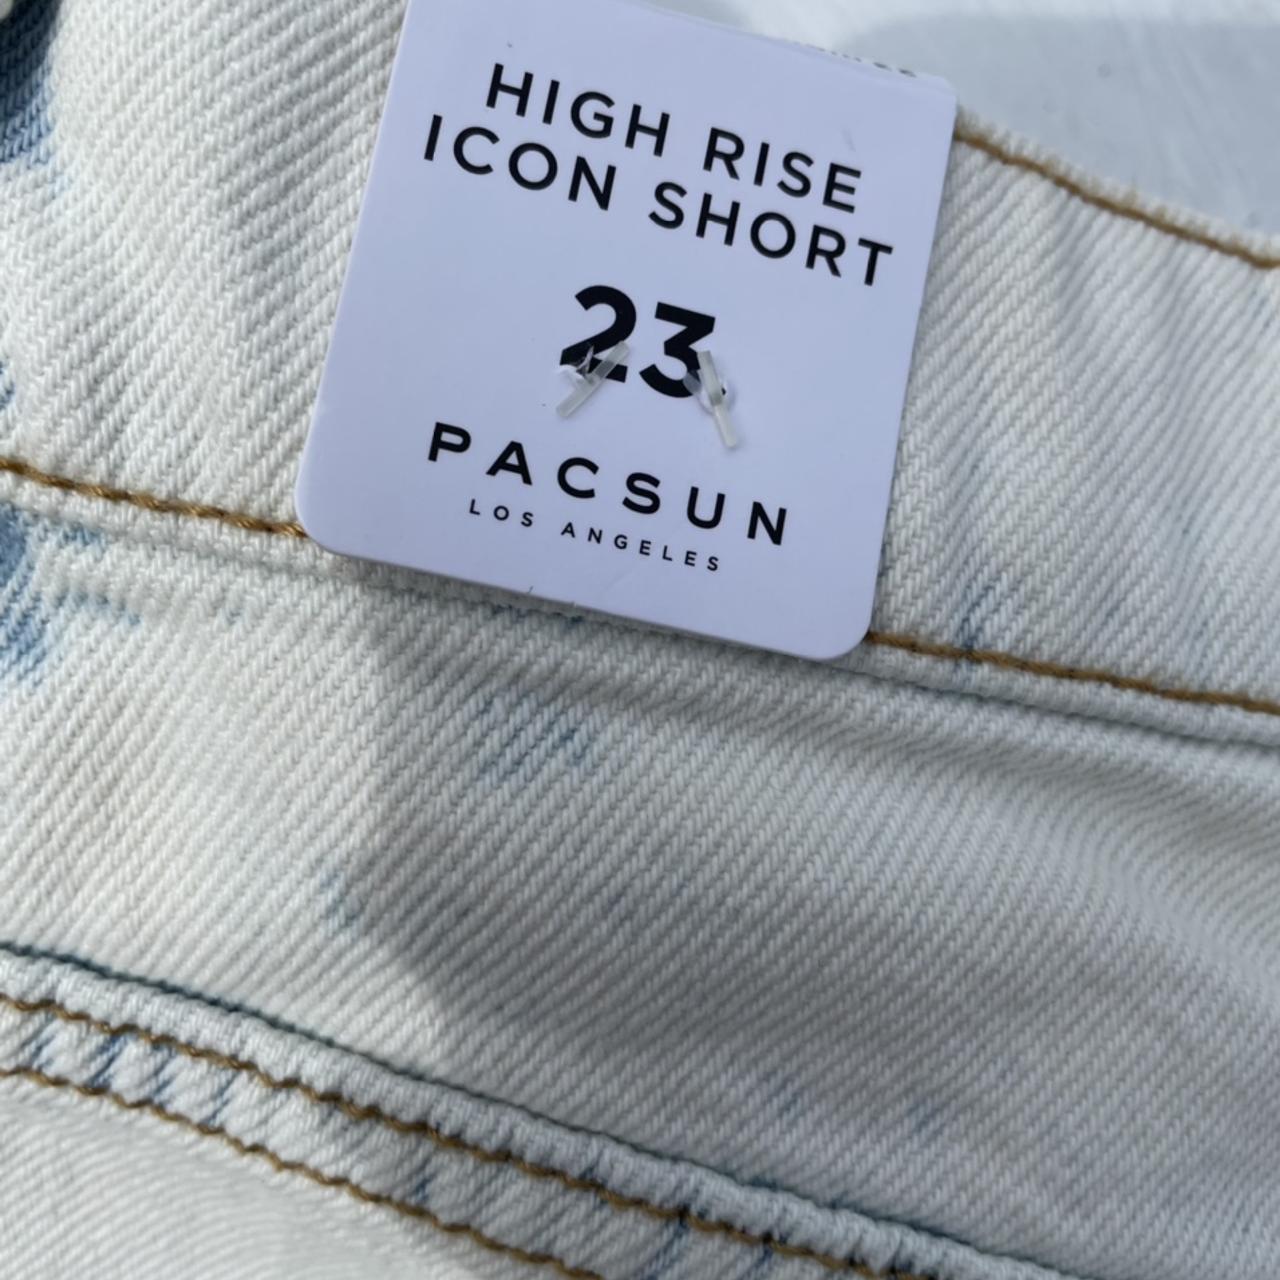 HIGH RISE
ICON SHORT
23
PACSUN
LOS ANGELES